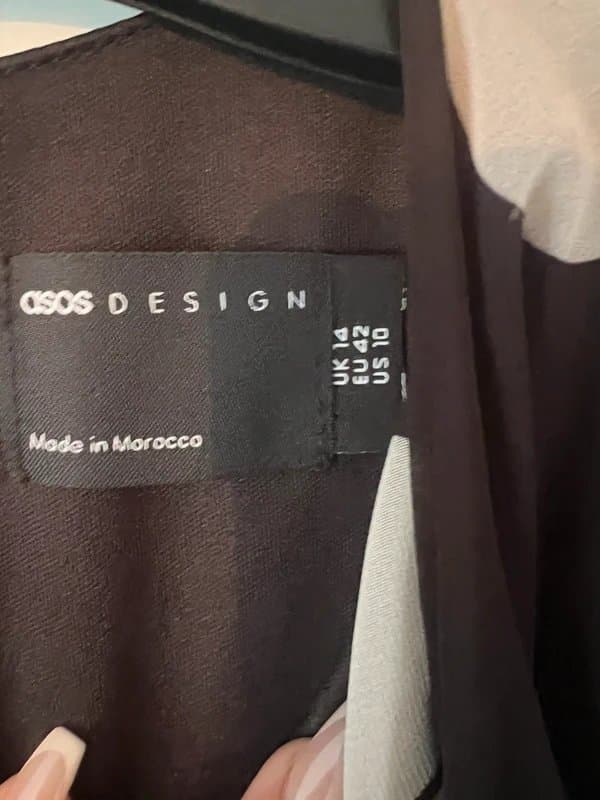 asos DESIGN
Made in Morocco
UK 14
EU 42
US 10